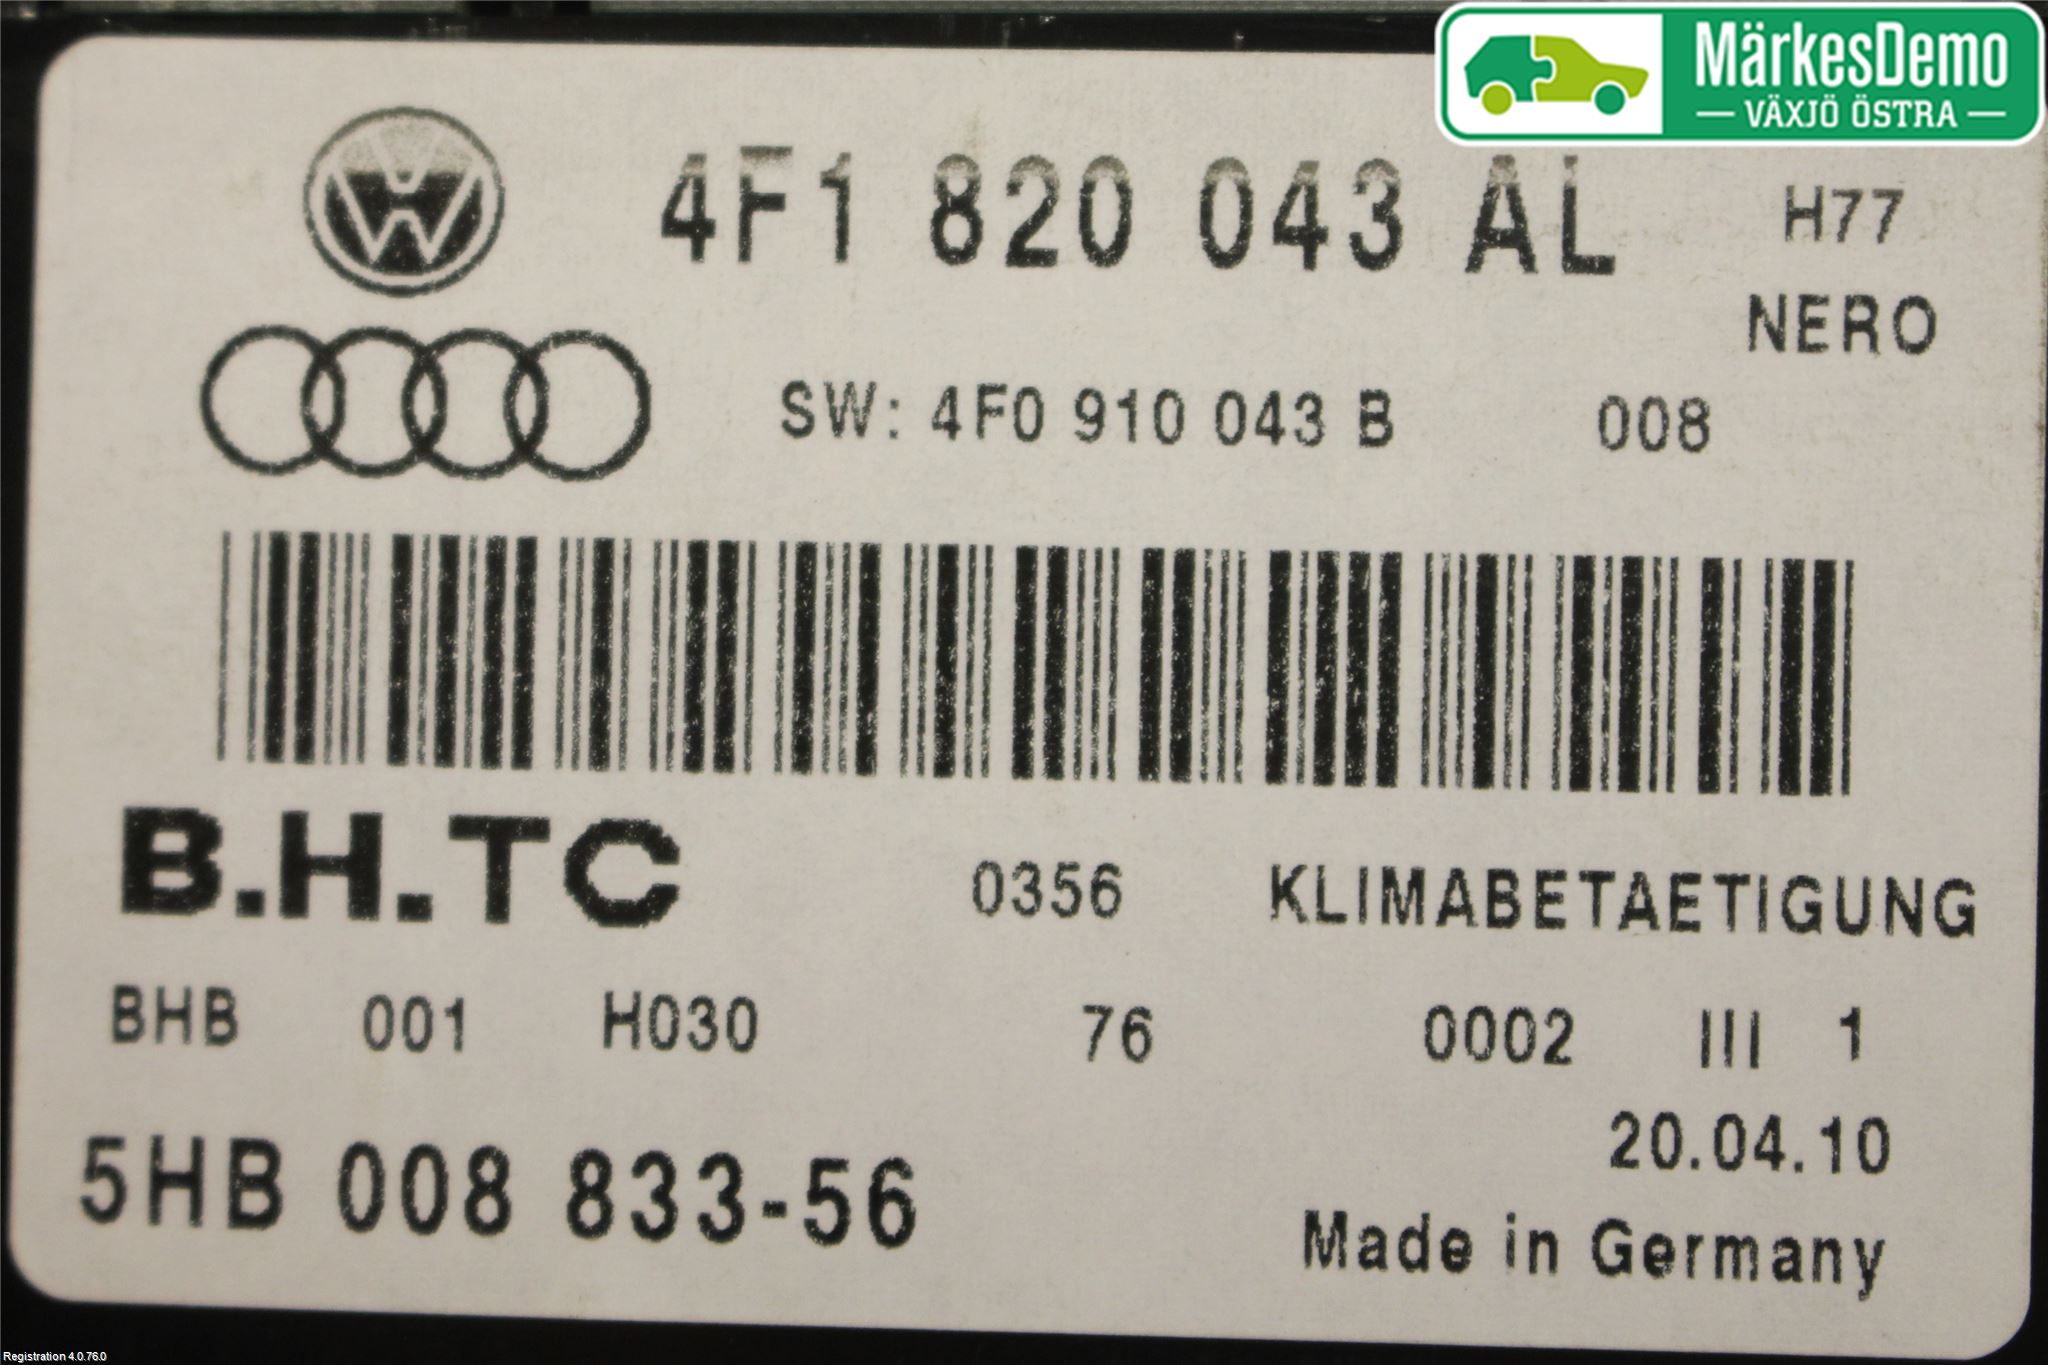 MärkesDemo
VÄXJÖ ÖSTRA
4F1 820 043 AL H77
NERO
SW: 4F0 910 043 B 008
B.H.TC 0356 KLIMABETAETIGUNG
BHB 001 H030 76 0002 III 1
20.04.10
5HB 008 833-56
Made in Germany
Registration 4.0.76.0